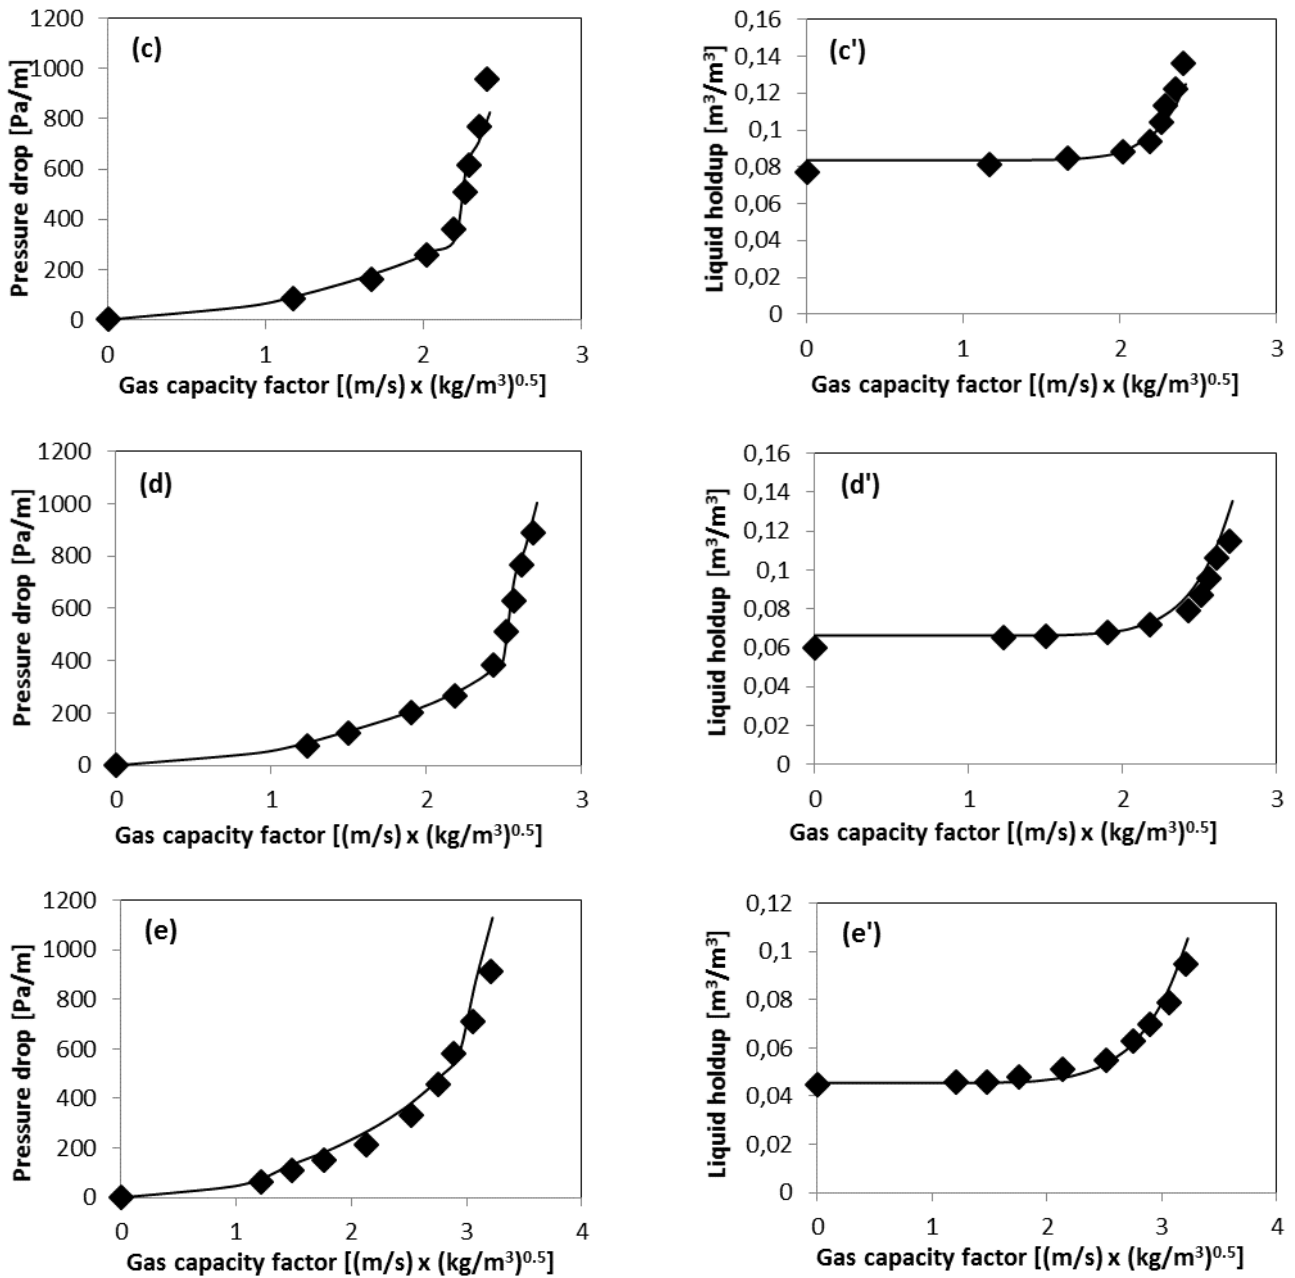 (c)
Pressure drop [Pa/m]
1200
1000
800
600
400
200
0
0 1 2 3
Gas capacity factor [(m/s) x (kg/m³)⁰·⁵]
(c')
Liquid holdup [m³/m³]
0,16
0,14
0,12
0,1
0,08
0,06
0,04
0,02
0
0 1 2 3
Gas capacity factor [(m/s) x (kg/m³)⁰·⁵]
(d)
Pressure drop [Pa/m]
1200
1000
800
600
400
200
0
0 1 2 3
Gas capacity factor [(m/s) x (kg/m³)⁰·⁵]
(d')
Liquid holdup [m³/m³]
0,16
0,14
0,12
0,1
0,08
0,06
0,04
0,02
0
0 1 2 3
Gas capacity factor [(m/s) x (kg/m³)⁰·⁵]
(e)
Pressure drop [Pa/m]
1200
1000
800
600
400
200
0
0 1 2 3 4
Gas capacity factor [(m/s) x (kg/m³)⁰·⁵]
(e')
Liquid holdup [m³/m³]
0,12
0,1
0,08
0,06
0,04
0,02
0
0 1 2 3 4
Gas capacity factor [(m/s) x (kg/m³)⁰·⁵]